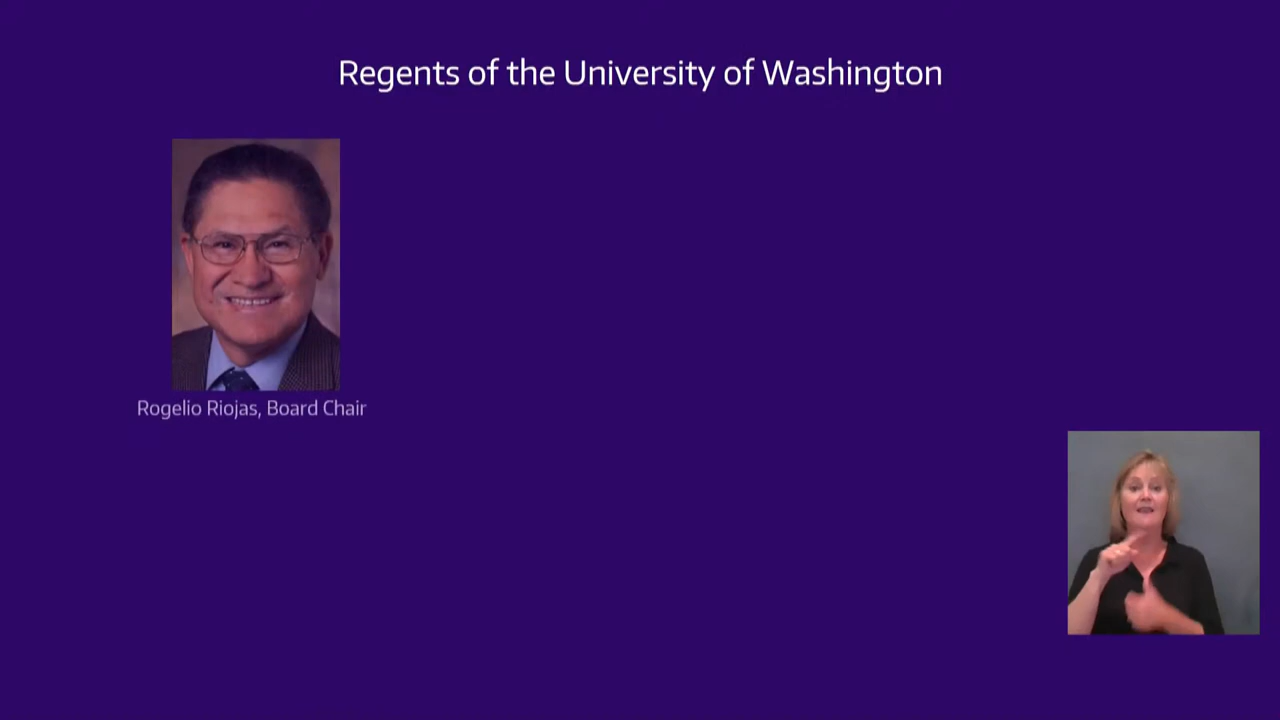 Regents of the University of Washington
Rogelio Riojas, Board Chair